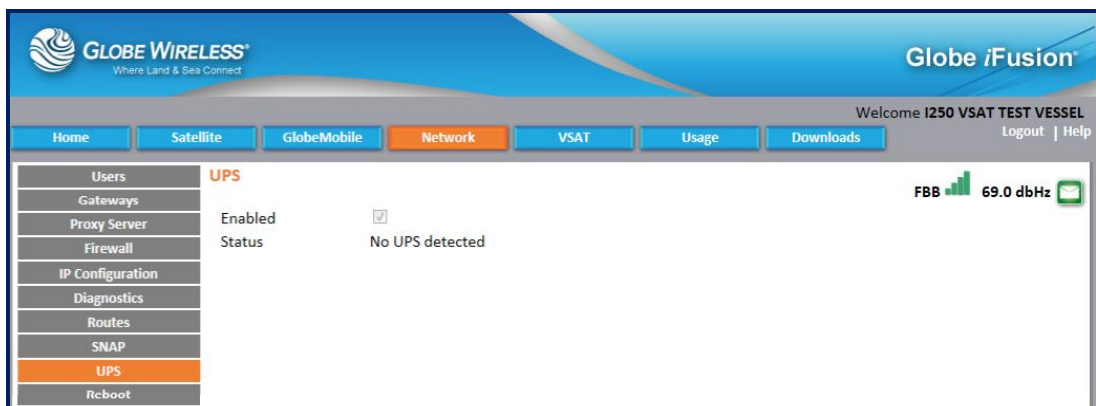 GLOBE WIRELESS®
Where Land & Sea Connect
Globe iFusion®
Welcome I250 VSAT TEST VESSEL
Logout | Help
Home Satellite GlobeMobile Network VSAT Usage Downloads
Users
Gateways
Proxy Server
Firewall
IP Configuration
Diagnostics
Routes
SNAP
UPS
Reboot
UPS
FBB 69.0 dbHz
Enabled
Status No UPS detected